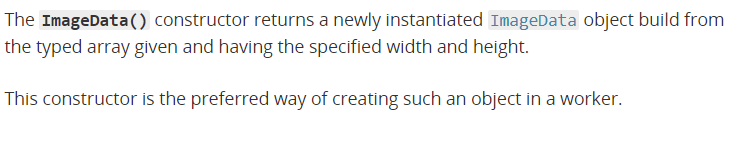 The ImageData() constructor returns a newly instantiated ImageData object build from
the typed array given and having the specified width and height.
This constructor is the preferred way of creating such an object in a worker.